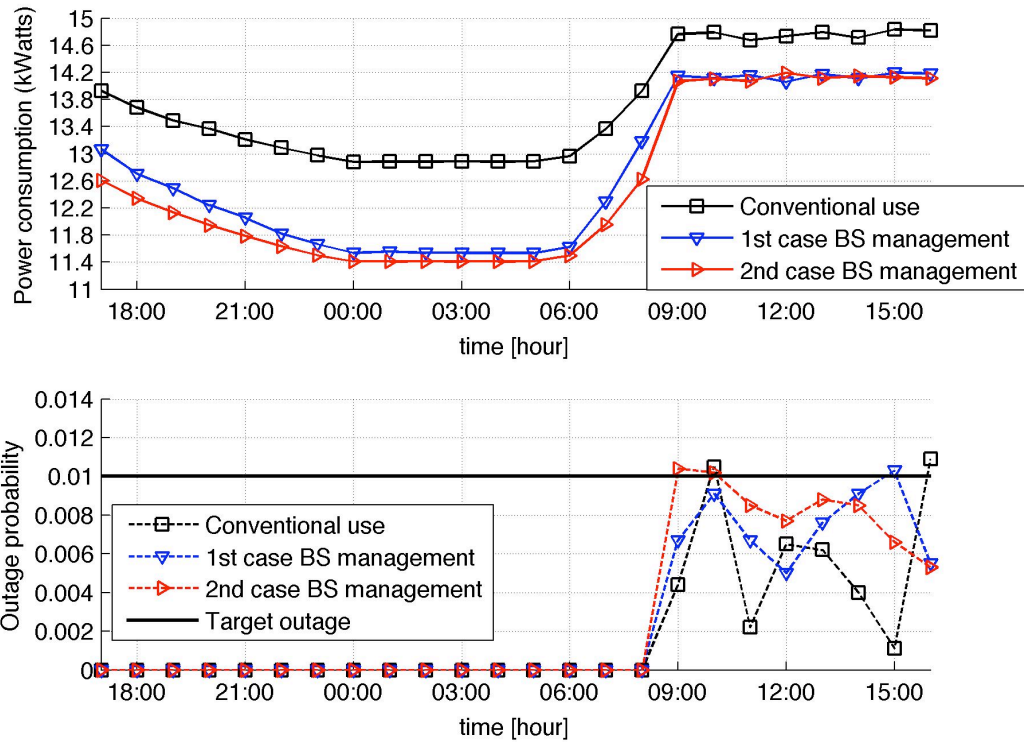 15
14.6
14.2
13.8
13.4
13
12.6
12.2
11.8
11.4
11
Power consumption (kWatts)
Conventional use
1st case BS management
2nd case BS management
18:00 21:00 00:00 03:00 06:00 09:00 12:00 15:00
time [hour]
0.014
0.012
0.01
0.008
0.006
0.004
0.002
0
Outage probability
Conventional use
1st case BS management
2nd case BS management
Target outage
18:00 21:00 00:00 03:00 06:00 09:00 12:00 15:00
time [hour]